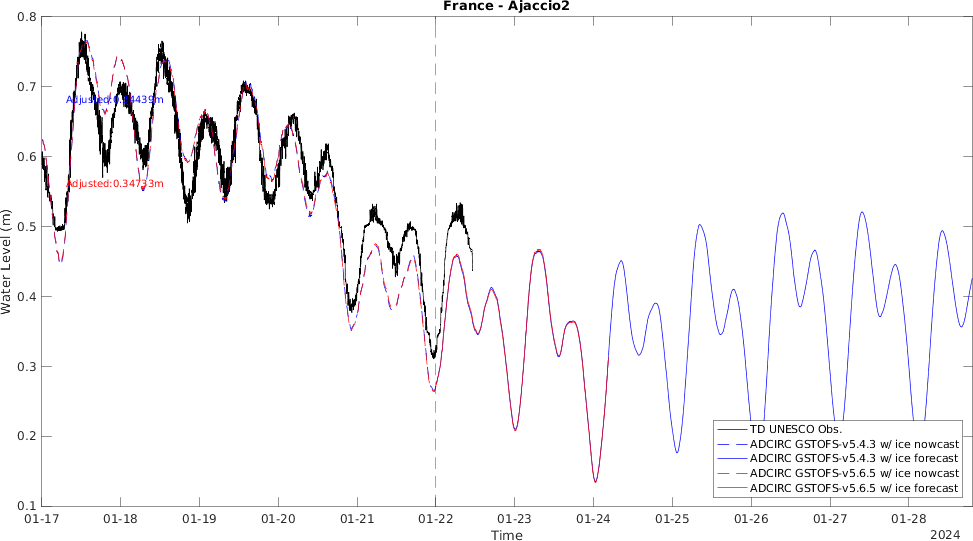 France - Ajaccio2
0.8
0.7
0.6
0.5
0.4
0.3
0.2
0.1
Water Level (m)
Adjusted:0.34733m
TD UNESCO Obs.
ADCIRC GSTOFS-v5.4.3 w/ ice nowcast
ADCIRC GSTOFS-v5.4.3 w/ ice forecast
ADCIRC GSTOFS-v5.6.5 w/ ice nowcast
ADCIRC GSTOFS-v5.6.5 w/ ice forecast
01-17 01-18 01-19 01-20 01-21 01-22 01-23 01-24 01-25 01-26 01-27 01-28
Time
2024